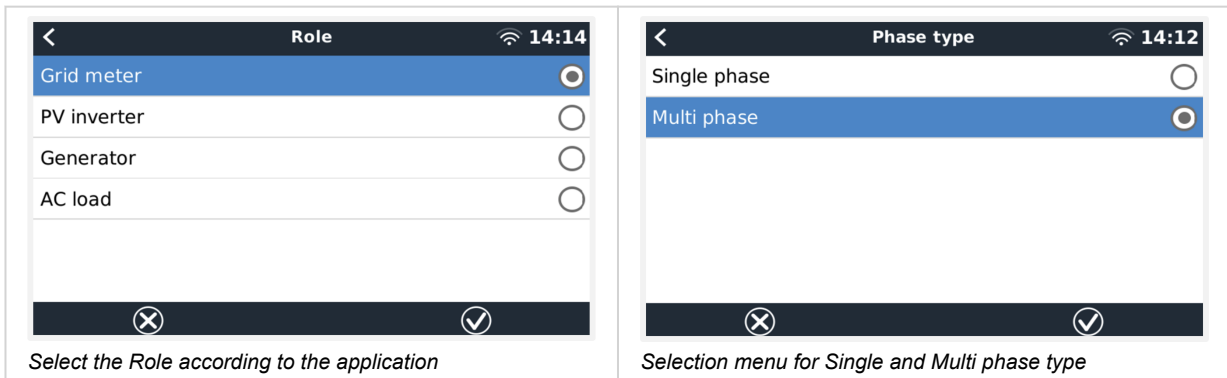 Role
14:14
Grid meter
PV inverter
Generator
AC load
Select the Role according to the application
Phase type
14:12
Single phase
Multi phase
Selection menu for Single and Multi phase type